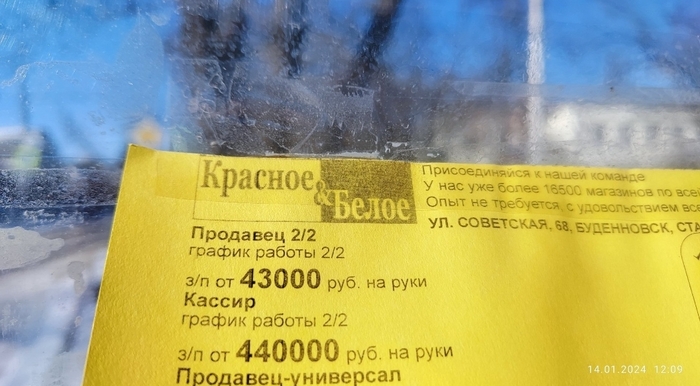 Красное
&
Белое
Присоединяйся к нашей команде
У нас уже более 16500 магазинов по всей
Опыт не требуется, с удовольствием все
УЛ. СОВЕТСКАЯ, 68, БУДЕННОВСК, СТА
Продавец 2/2
график работы 2/2
з/п от 43000 руб. на руки
Кассир
график работы 2/2
з/п от 440000 руб. на руки
Продавец-универсал
14.01.2024 12:09